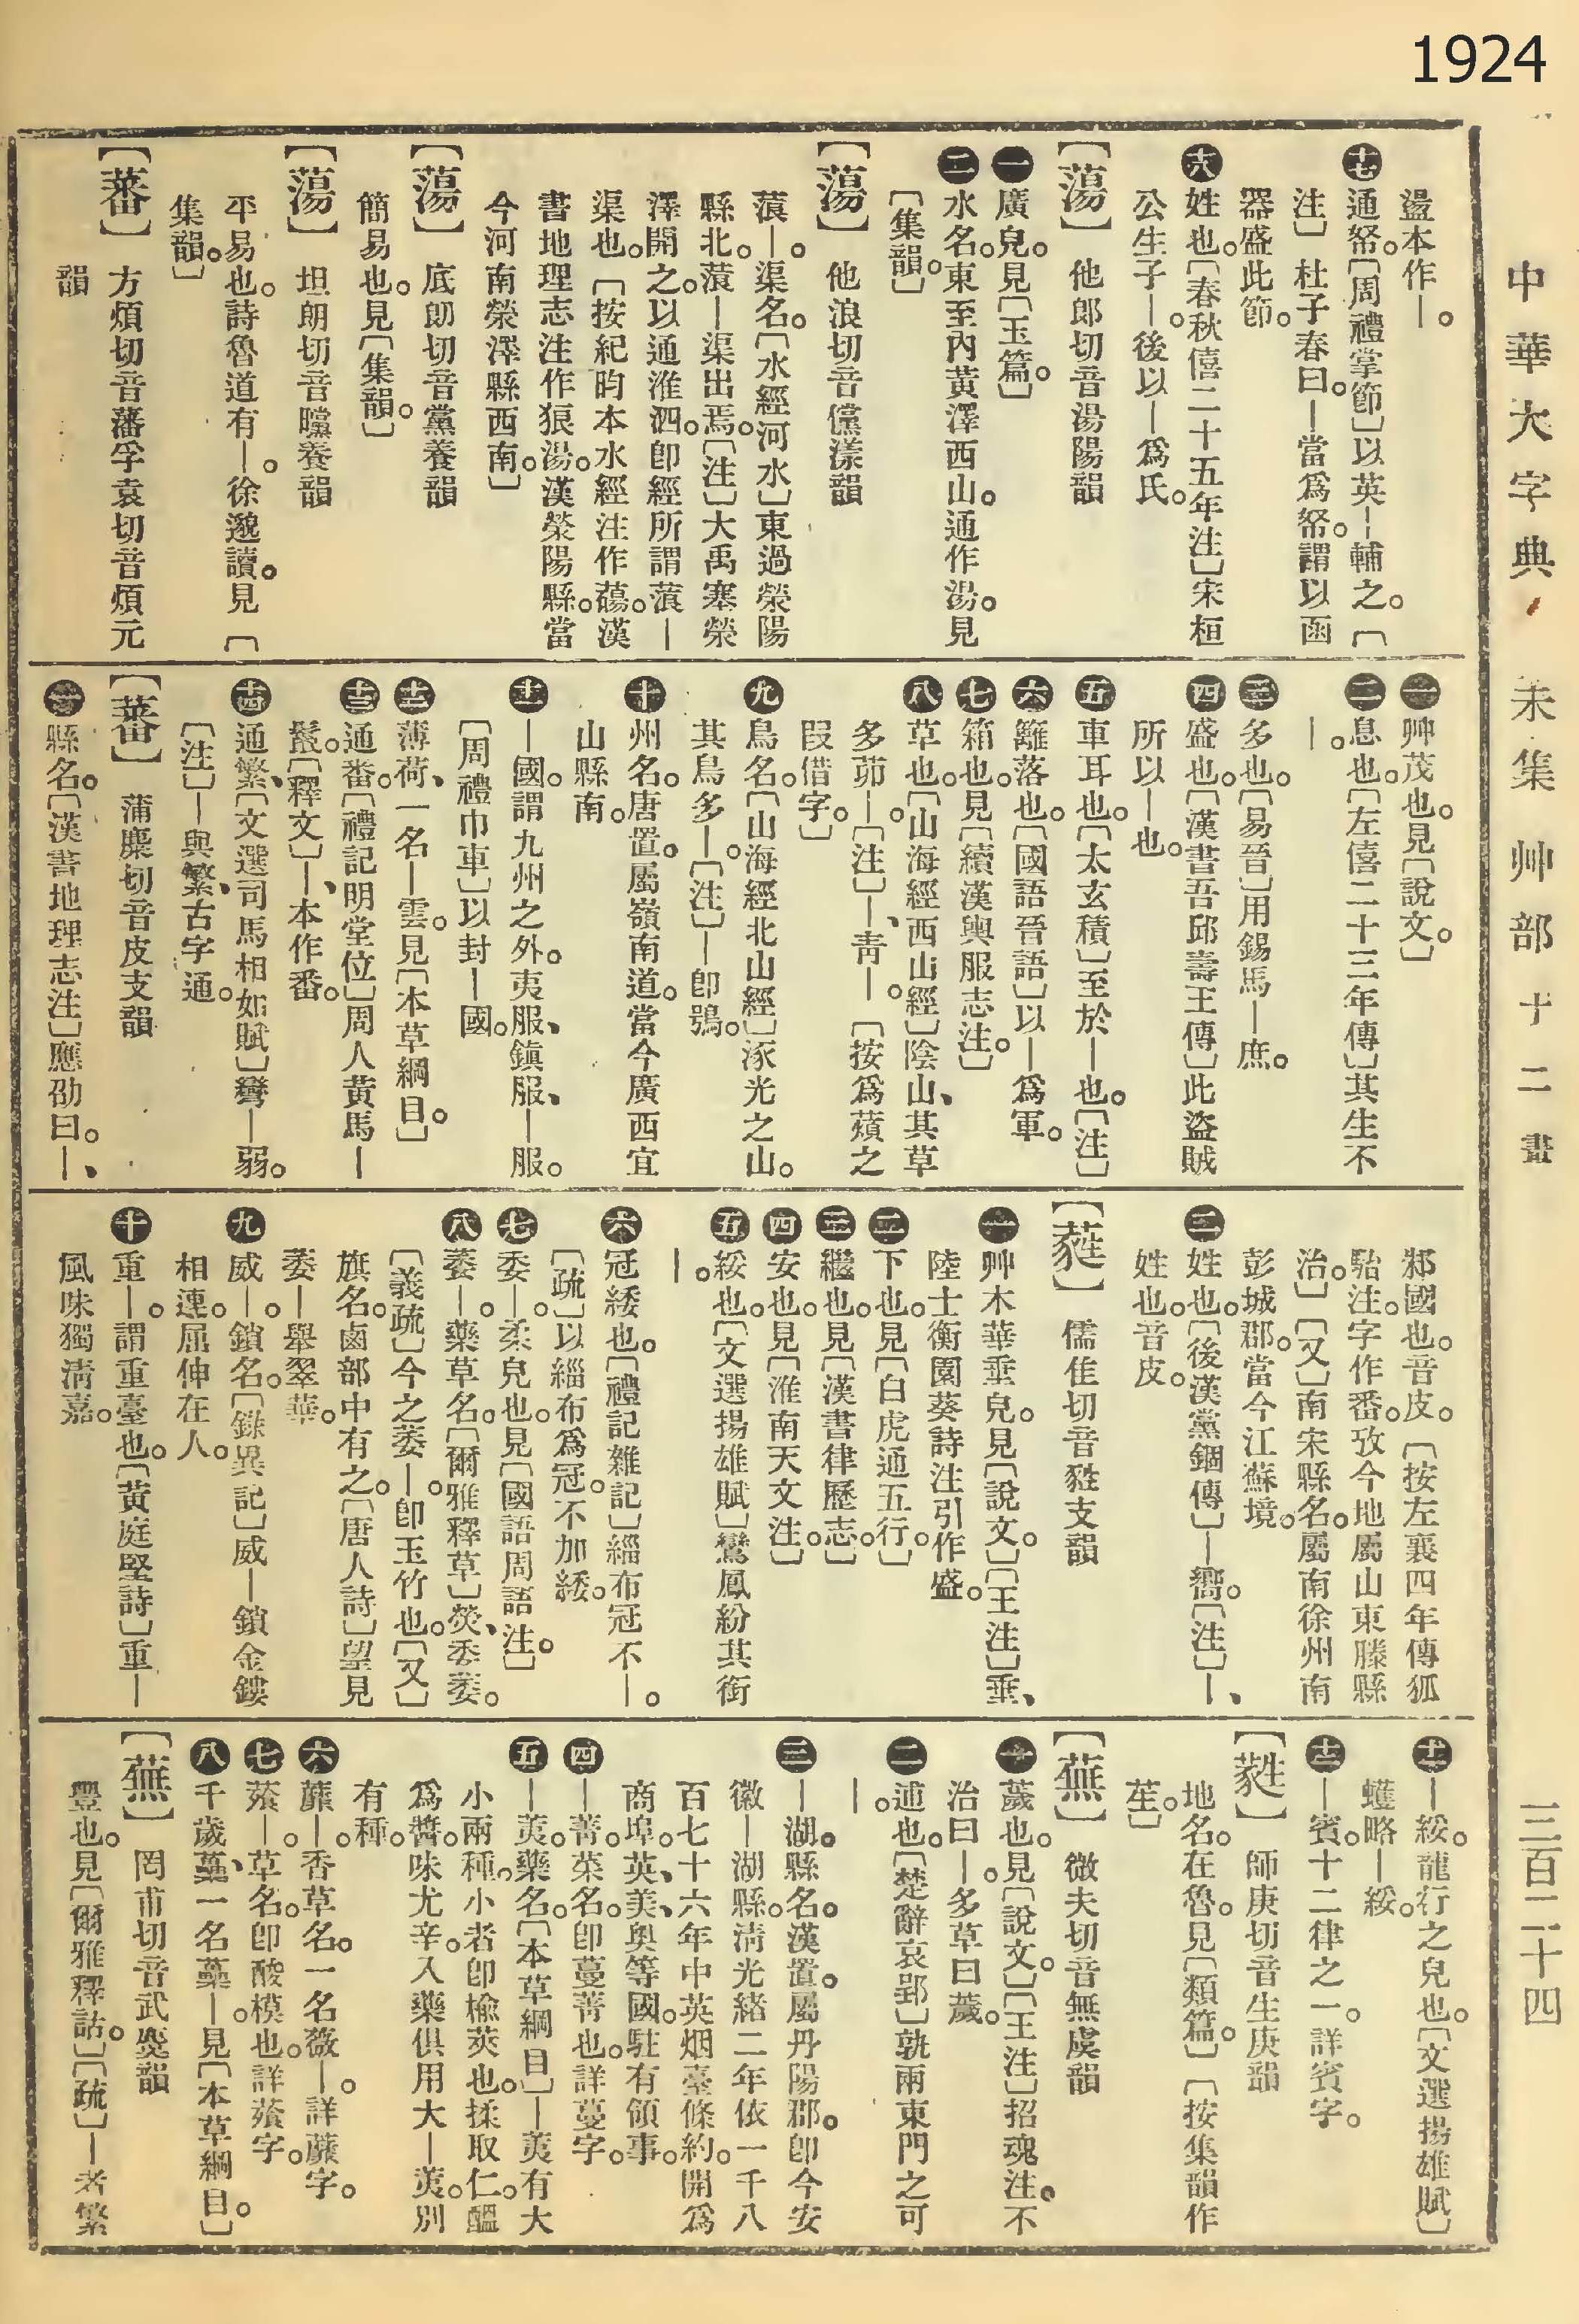 1924
中華大字典 未集 艸部 十二畫 三百二十四
盪本作—。
十七 通帑。〔周禮掌節〕以英—輔之。〔
注〕杜子春曰。—當爲帑。謂以函
器盛此節。
十八 姓也。〔春秋僖二十五年注〕宋桓
公生子—。後以—爲氏。
〔蕩〕 他郎切音湯陽韻
一 廣皃。見〔玉篇。〕
二 水名。東至內黃澤西山。通作湯。見
〔集韻。〕
〔蕩〕 他浪切音儻漾韻
蒗—。渠名。〔水經河水〕東過滎陽
縣北。蒗—渠出焉。〔注〕大禹塞滎
澤開之。以通淮泗。卽經所謂蒗—
渠也。〔按紀昀本水經注作𦿆。漢
書地理志注作狼湯。漢滎陽縣。當
今河南滎澤縣西南。〕
〔蕩〕 底朗切音黨養韻
簡易也。見〔集韻。〕
〔蕩〕 坦朗切音曭養韻
平易也。詩魯道有—。徐邈讀。見〔
集韻。〕
〔蕃〕 方煩切音藩孚袁切音煩元
韻
一 艸茂也。見〔說文。〕
二 息也。〔左僖二十三年傳〕其生不
—。
三 多也。〔易晉〕用錫馬—庶。
四 盛也。〔漢書吾邱壽王傳〕此盜賊
所以—也。
五 車耳也。〔太玄積〕至於—也。〔注〕
六 籬落也。〔國語晉語〕以—爲軍。
七 箱也。見〔續漢輿服志注。〕
八 草也。〔山海經西山經〕陰山、其草
多茆—。〔注〕—、靑—。〔按爲薠之
叚借字。〕
九 鳥名。〔山海經北山經〕涿光之山。
其鳥多—。〔注〕—卽鴞。
十 州名。唐置。屬嶺南道。當今廣西宜
山縣南。
十一 —國。謂九州之外。夷服、鎭服、—服。
〔周禮巾車〕以封—國。
十二 薄荷、一名—雲。見〔本草綱目。〕
十三 通番。〔禮記明堂位〕周人黃馬—
鬛。〔釋文〕—、本作番。
十四 通繁、〔文選司馬相如賦〕彎—弱。
〔注〕—與繁、古字通。
〔蕃〕 蒲糜切音皮支韻
一 縣名。〔漢書地理志注〕應劭曰。—、
邾國也。音皮。〔按左襄四年傳狐
駘注。字作番。攷今地屬山東滕縣
治。〕〔又〕南宋縣名。屬南徐州南
彭城郡。當今江蘇境。
二 姓也。〔後漢黨錮傳〕—嚮。〔注〕—、
姓也。音皮。
〔蕤〕 儒隹切音甤支韻
一 艸木華垂皃。見〔說文。〕〔王注〕垂、
陸士衡園葵詩注引作盛。
二 下也。見〔白虎通五行。〕
三 繼也。見〔漢書律歷志。〕
四 安也。見〔淮南天文注。〕
五 綏也。〔文選揚雄賦〕鸞鳳紛其銜
—。
六 冠緌也。〔禮記雜記〕緇布冠不—。
〔疏〕以緇布爲冠。不加緌。
七 委—。柔皃也。見〔國語周語注。〕
八 萎—。藥草名。〔爾雅釋草〕熒、委萎。
〔義疏〕今之萎—。卽玉竹也。〔又〕
旗名。鹵部中有之。〔唐人詩〕望見
萎—舉翠華。
九 威—。鎖名。〔錄異記〕威—鎖金鏤
相連。屈伸在人。
十 重—。謂重臺也。〔黃庭堅詩〕重—
風味獨淸嘉。
十一 —綏。龍行之皃也。〔文選揚雄賦〕
蠖略—綏。
十二 —賓。十二律之一。詳賓字。
〔蕤〕 師庚切音生庚韻
地名。在魯。見〔類篇。〕〔按集韻作
苼。〕
〔蕪〕 微夫切音無虞韻
一 薉也。見〔說文。〕〔王注〕招魂注。不
治曰—。多草曰薉。
二 逋也。〔楚辭哀郢〕孰兩東門之可
—。
三 —湖。縣名。漢置。屬丹陽郡。卽今安
徽—湖縣。淸光緒二年依一千八
百七十六年中英烟臺條約。開爲
商埠。英、美、奧等國。駐有領事。
四 —菁。菜名。卽蔓菁也。詳蔓字。
五 —荑。藥名。〔本草綱目〕—荑有大
小兩種。小者卽楡莢也。揉取仁。醞
爲醬。味尤辛。入藥俱用大—荑。別
有種。
六 蘼—。香草名。一名薇—。詳蘼字。
七 蕵—。草名。卽酸模也。詳蕵字。
八 千歲蘽、一名蘽—。見〔本草綱目。〕
〔蕪〕 罔甫切音武麌韻
豐也。見〔爾雅釋詁。〕〔疏〕—者繁